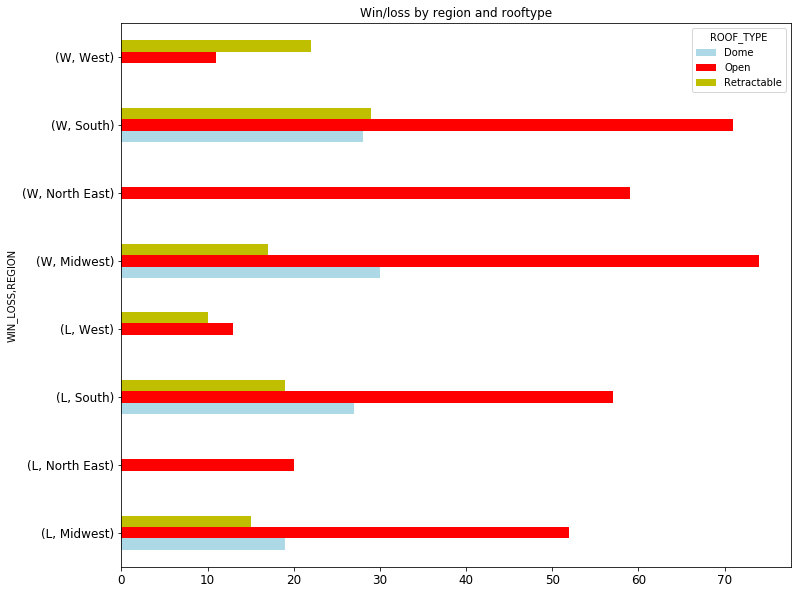 Win/loss by region and rooftype
ROOF_TYPE
Dome
Open
Retractable
WIN_LOSS,REGION
(W, West)
(W, South)
(W, North East)
(W, Midwest)
(L, West)
(L, South)
(L, North East)
(L, Midwest)
0 10 20 30 40 50 60 70